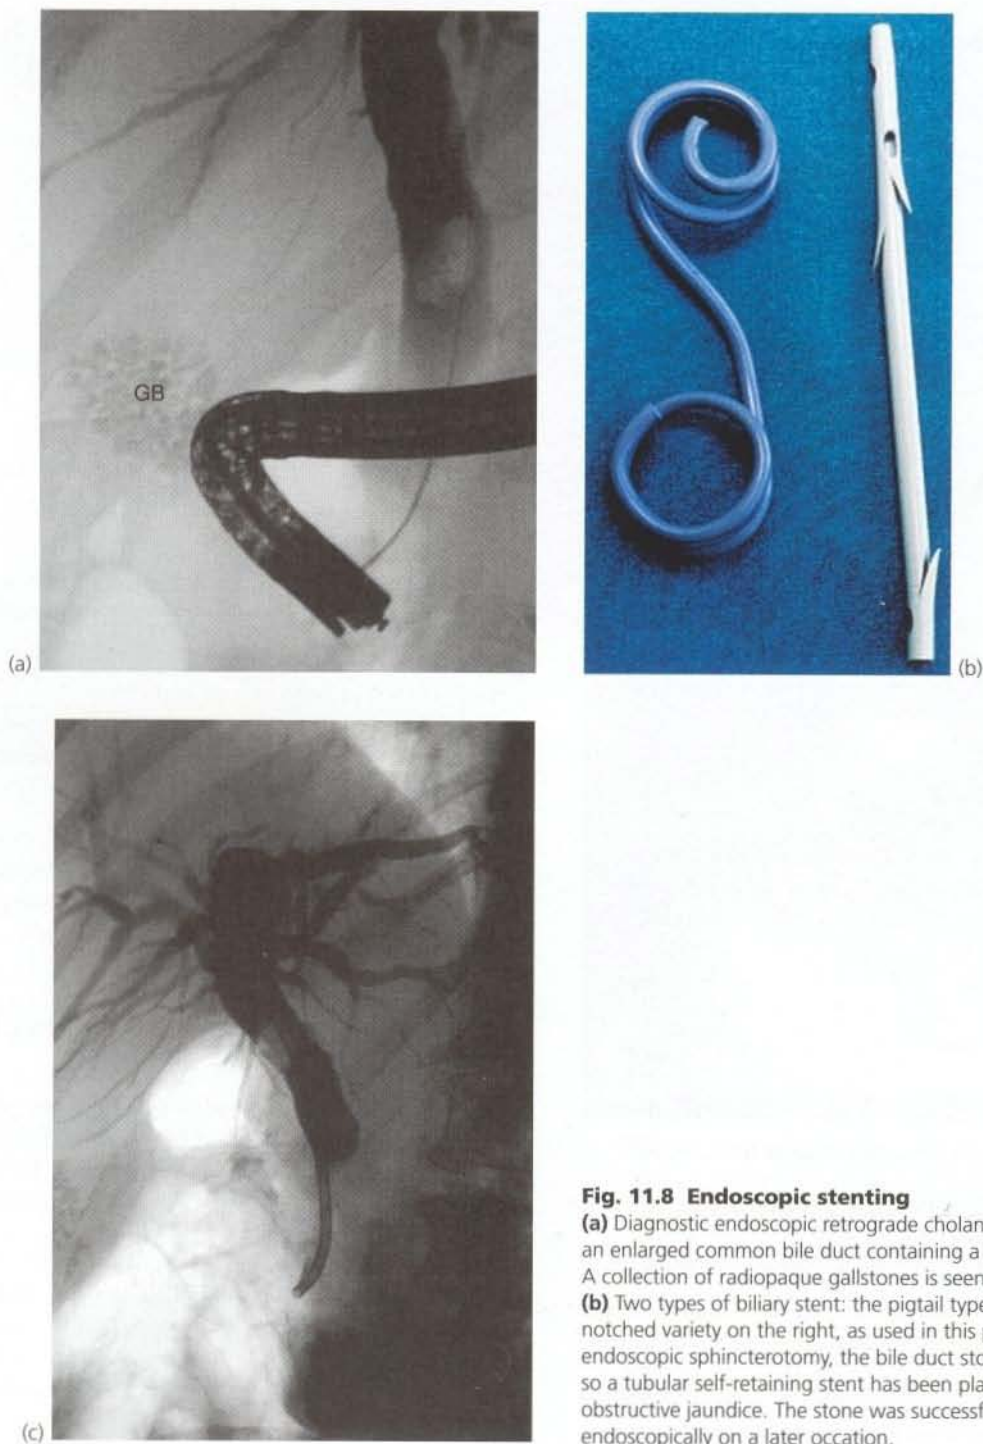 GB
(a)
(b)
(c)
Fig. 11.8 Endoscopic stenting
(a) Diagnostic endoscopic retrograde cholan
an enlarged common bile duct containing a
A collection of radiopaque gallstones is seen
(b) Two types of biliary stent: the pigtail type
notched variety on the right, as used in this
endoscopic sphincterotomy, the bile duct sto
so a tubular self-retaining stent has been pla
obstructive jaundice. The stone was successf
endoscopically on a later occation.